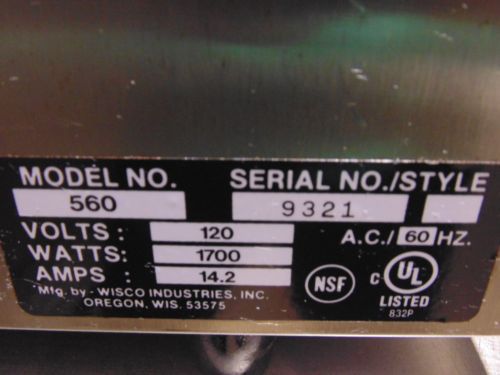 MODEL NO. SERIAL NO./STYLE
560 9321
VOLTS: 120 A.C./ 60 HZ.
WATTS: 1700
AMPS: 14.2
Mfg. by - WISCO INDUSTRIES, INC.
OREGON, WIS. 53575
NSF
C UL
LISTED
832P